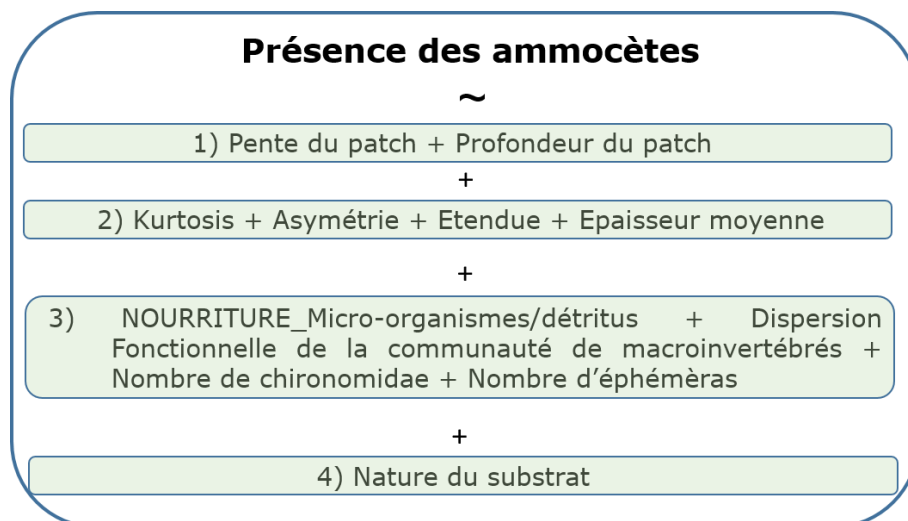 Présence des ammocètes
~
1) Pente du patch + Profondeur du patch
+
2) Kurtosis + Asymétrie + Etendue + Epaisseur moyenne
+
3) NOURRITURE_Micro-organismes/détritus + Dispersion
Fonctionnelle de la communauté de macroinvertébrés +
Nombre de chironomidae + Nombre d'éphémèras
+
4) Nature du substrat